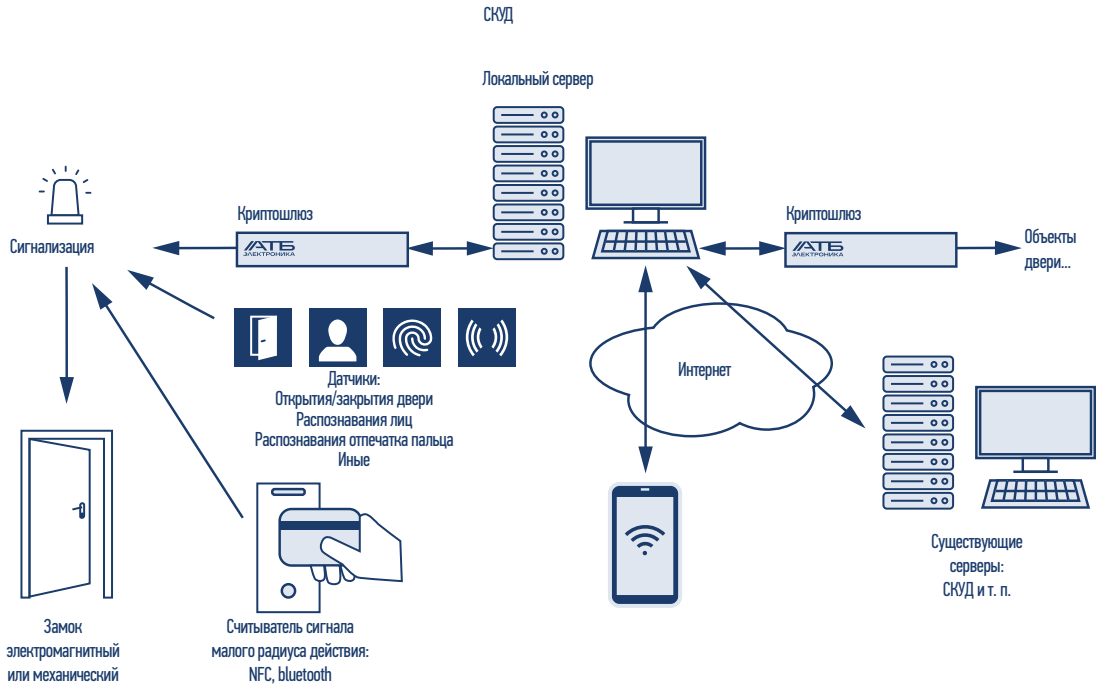 СКУД
Локальный сервер
Криптошлюз
Криптошлюз
//АТБ
ЭЛЕКТРОНИКА
//АТБ
ЭЛЕКТРОНИКА
Сигнализация
Объекты
двери...
Датчики:
Открытия/закрытия двери
Распознавания лиц
Распознавания отпечатка пальца
Иные
Интернет
Существующие
серверы:
СКУД и т. п.
Замок
электромагнитный
или механический
Считыватель сигнала
малого радиуса действия:
NFC, bluetooth